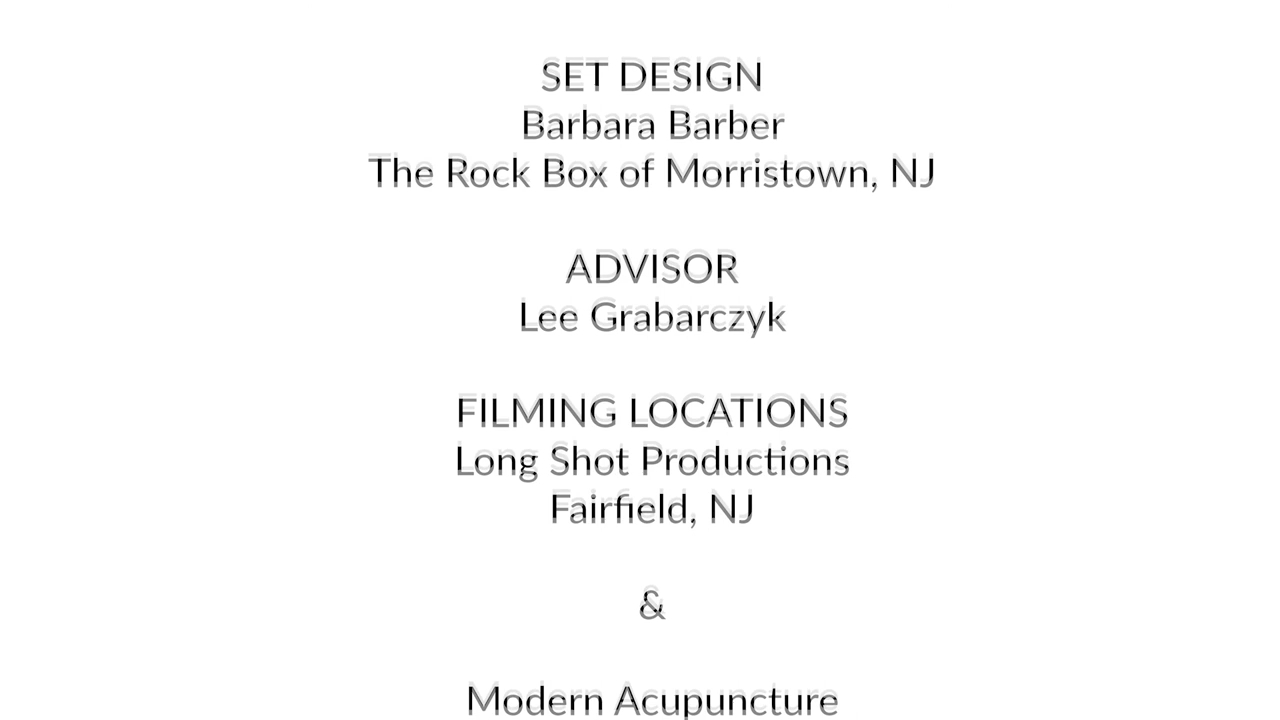 SET DESIGN
Barbara Barber
The Rock Box of Morristown, NJ
ADVISOR
Lee Grabarczyk
FILMING LOCATIONS
Long Shot Productions
Fairfield, NJ
&
Modern Acupuncture